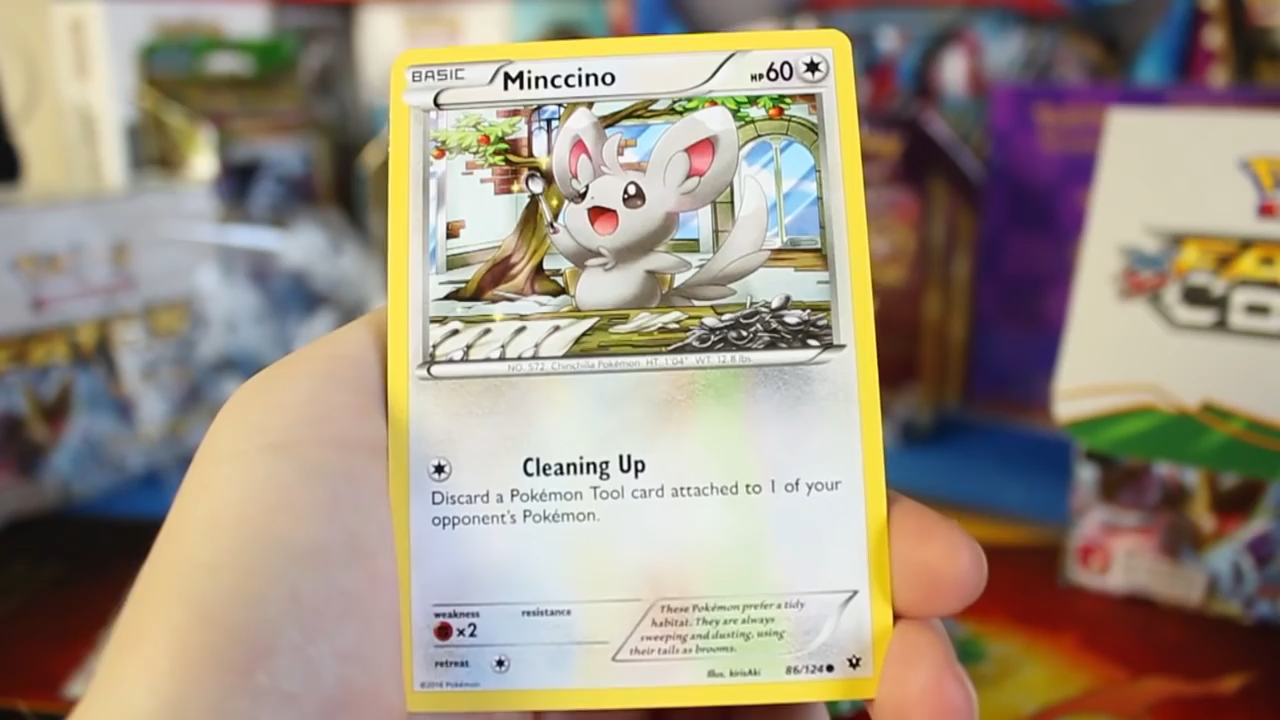 BASIC Minccino HP60
NO. 572 Chinchilla Pokémon HT: 1'04" WT: 12.8 lbs.
Cleaning Up
Discard a Pokémon Tool card attached to 1 of your
opponent's Pokémon.
weakness resistance
×2
retreat
These Pokémon prefer a tidy
habitat. They are always
sweeping and dusting, using
their tails as brooms.
Illus. kirisAki
86/124
©2016 Pokémon